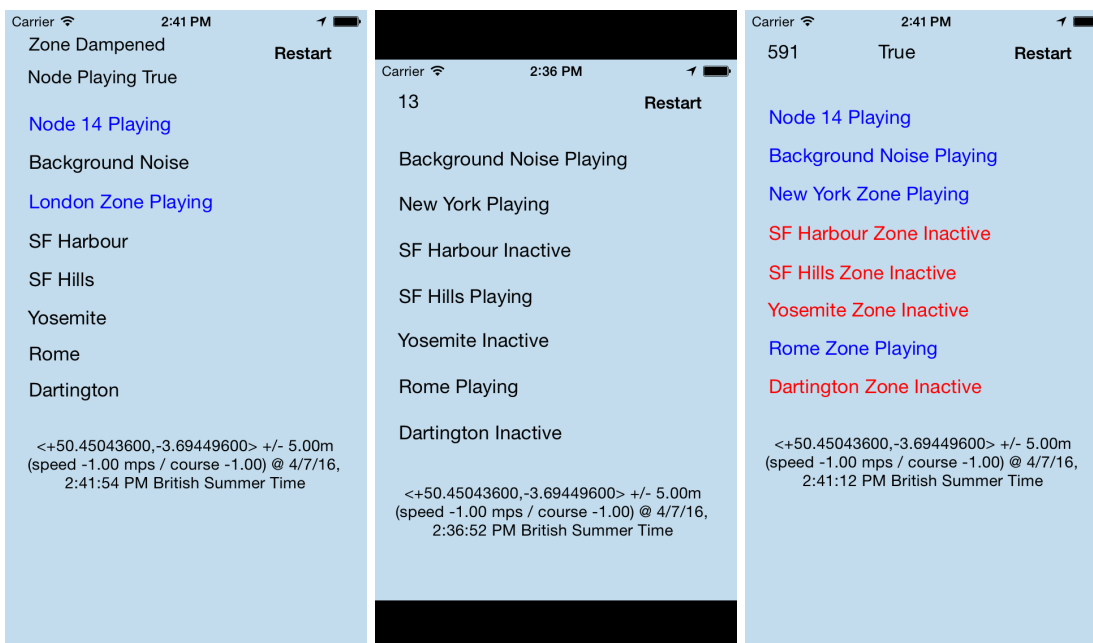 Carrier 2:41 PM
Zone Dampened
Restart
Node Playing True
Node 14 Playing
Background Noise
London Zone Playing
SF Harbour
SF Hills
Yosemite
Rome
Dartington
<+50.45043600,-3.69449600> +/- 5.00m
(speed -1.00 mps / course -1.00) @ 4/7/16,
2:41:54 PM British Summer Time
Carrier 2:36 PM
13 Restart
Background Noise Playing
New York Playing
SF Harbour Inactive
SF Hills Playing
Yosemite Inactive
Rome Playing
Dartington Inactive
<+50.45043600,-3.69449600> +/- 5.00m
(speed -1.00 mps / course -1.00) @ 4/7/16,
2:36:52 PM British Summer Time
Carrier 2:41 PM
591 True Restart
Node 14 Playing
Background Noise Playing
New York Zone Playing
SF Harbour Zone Inactive
SF Hills Zone Inactive
Yosemite Zone Inactive
Rome Zone Playing
Dartington Zone Inactive
<+50.45043600,-3.69449600> +/- 5.00m
(speed -1.00 mps / course -1.00) @ 4/7/16,
2:41:12 PM British Summer Time